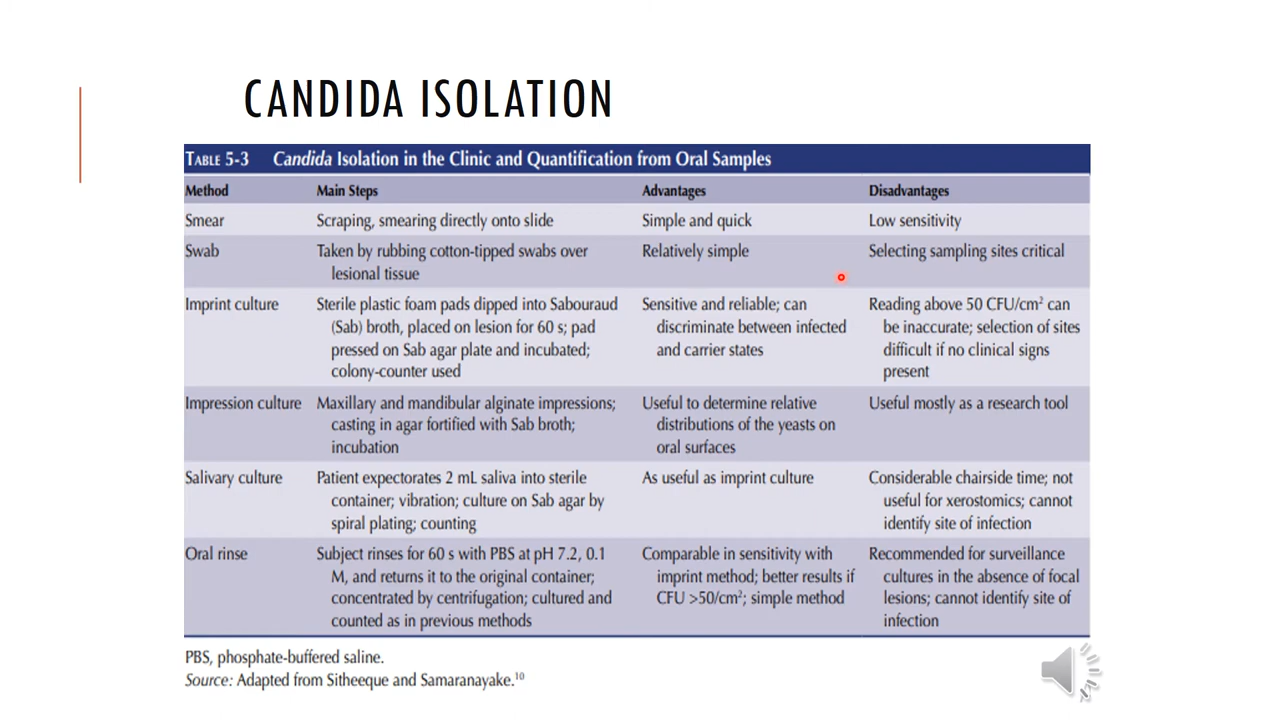 CANDIDA ISOLATION
TABLE 5-3 Candida Isolation in the Clinic and Quantification from Oral Samples
Method Main Steps Advantages Disadvantages
Smear Scraping, smearing directly onto slide Simple and quick Low sensitivity
Swab Taken by rubbing cotton-tipped swabs over Relatively simple Selecting sampling sites critical
lesional tissue
Imprint culture Sterile plastic foam pads dipped into Sabouraud Sensitive and reliable; can Reading above 50 CFU/cm² can
(Sab) broth, placed on lesion for 60 s; pad discriminate between infected be inaccurate; selection of sites
pressed on Sab agar plate and incubated; and carrier states difficult if no clinical signs
colony-counter used present
Impression culture Maxillary and mandibular alginate impressions; Useful to determine relative Useful mostly as a research tool
casting in agar fortified with Sab broth; distributions of the yeasts on
incubation oral surfaces
Salivary culture Patient expectorates 2 mL saliva into sterile As useful as imprint culture Considerable chairside time; not
container; vibration; culture on Sab agar by useful for xerostomics; cannot
spiral plating; counting identify site of infection
Oral rinse Subject rinses for 60 s with PBS at pH 7.2, 0.1 Comparable in sensitivity with Recommended for surveillance
M, and returns it to the original container; imprint method; better results if cultures in the absence of focal
concentrated by centrifugation; cultured and CFU >50/cm²; simple method lesions; cannot identify site of
counted as in previous methods infection
PBS, phosphate-buffered saline.
Source: Adapted from Sitheeque and Samaranayake.¹⁰